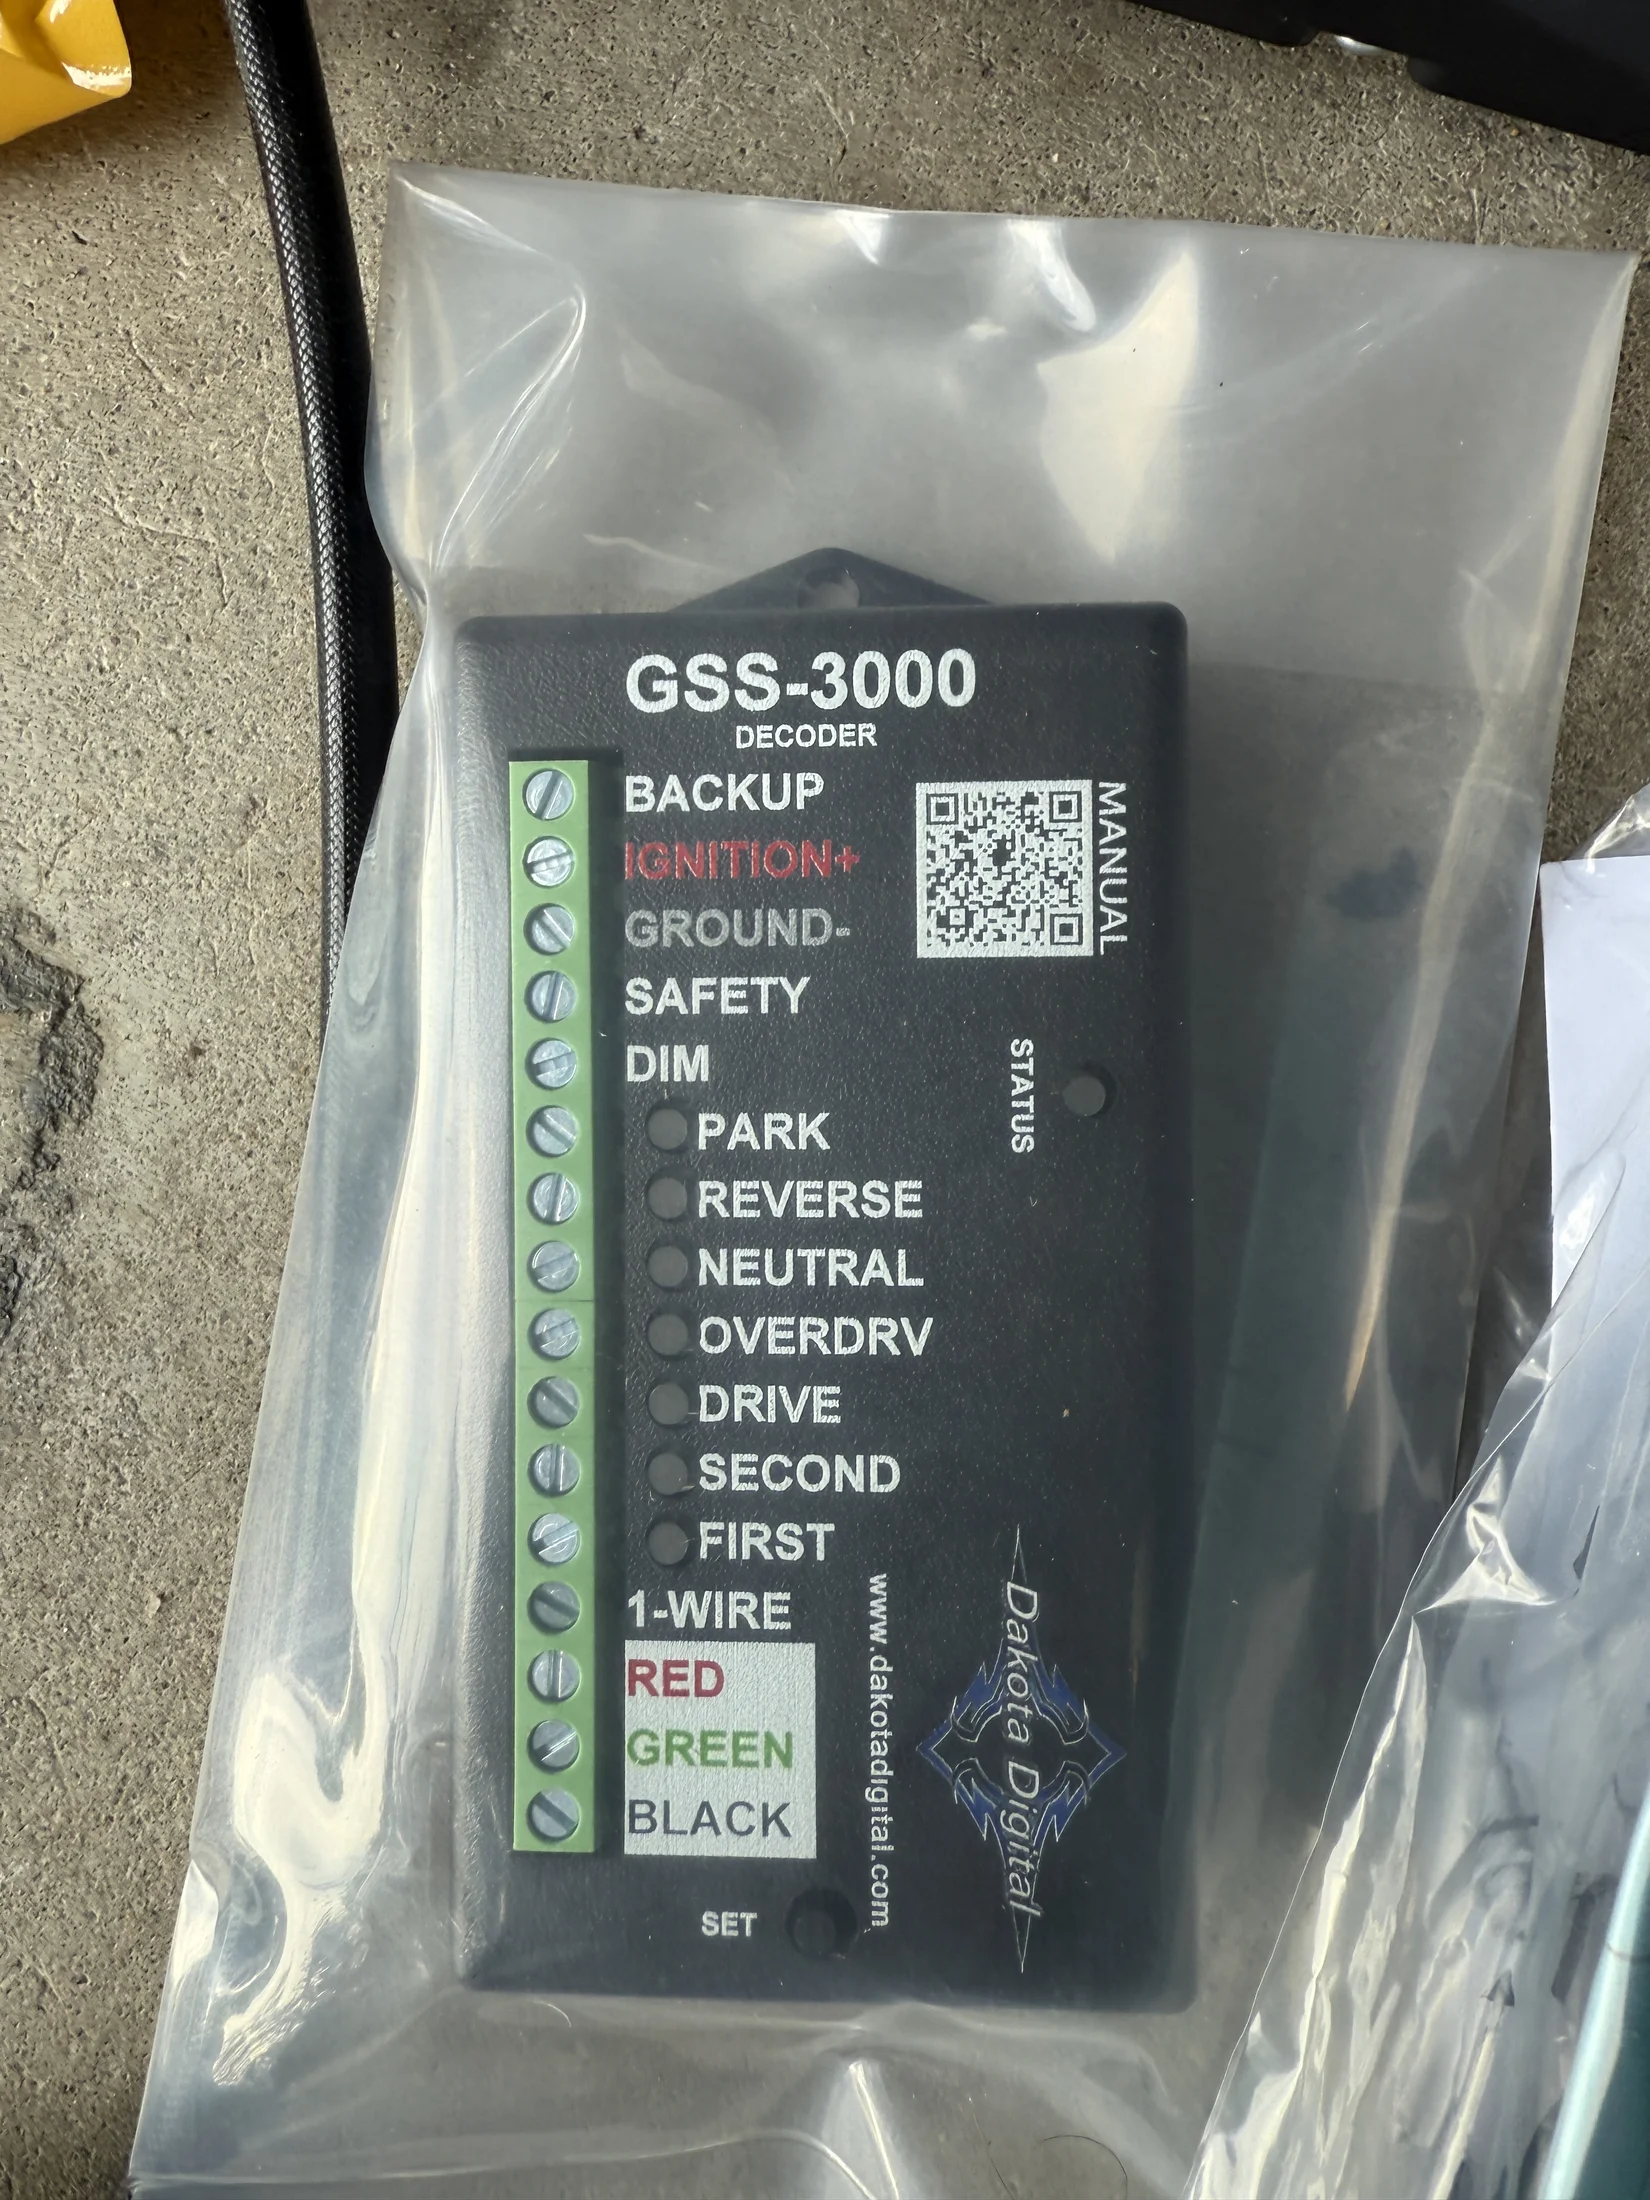 GSS-3000
DECODER
BACKUP
IGNITION+
GROUND-
SAFETY
DIM
PARK
REVERSE
NEUTRAL
OVERDRV
DRIVE
SECOND
FIRST
1-WIRE
RED
GREEN
BLACK
SET
MANUAL
STATUS
www.dakotadigital.com
Dakota Digital